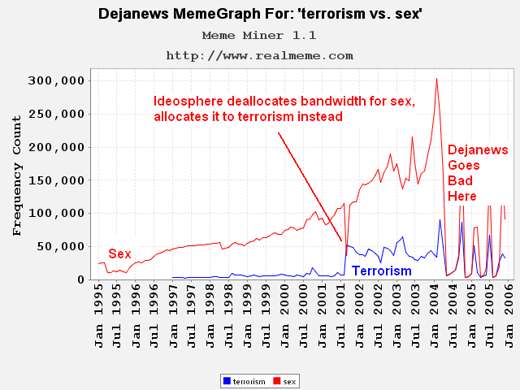 Dejanews MemeGraph For: 'terrorism vs. sex'
Meme Miner 1.1
http://www.realmeme.com
Frequency Count
300,000
250,000
200,000
150,000
100,000
50,000
0
Ideosphere deallocates bandwidth for sex,
allocates it to terrorism instead
Dejanews
Goes
Bad
Here
Sex
Terrorism
Jan 1995
Jul 1995
Jan 1996
Jul 1996
Jan 1997
Jul 1997
Jan 1998
Jul 1998
Jan 1999
Jul 1999
Jan 2000
Jul 2000
Jan 2001
Jul 2001
Jan 2002
Jul 2002
Jan 2003
Jul 2003
Jan 2004
Jul 2004
Jan 2005
Jul 2005
Jan 2006
terrorism
sex